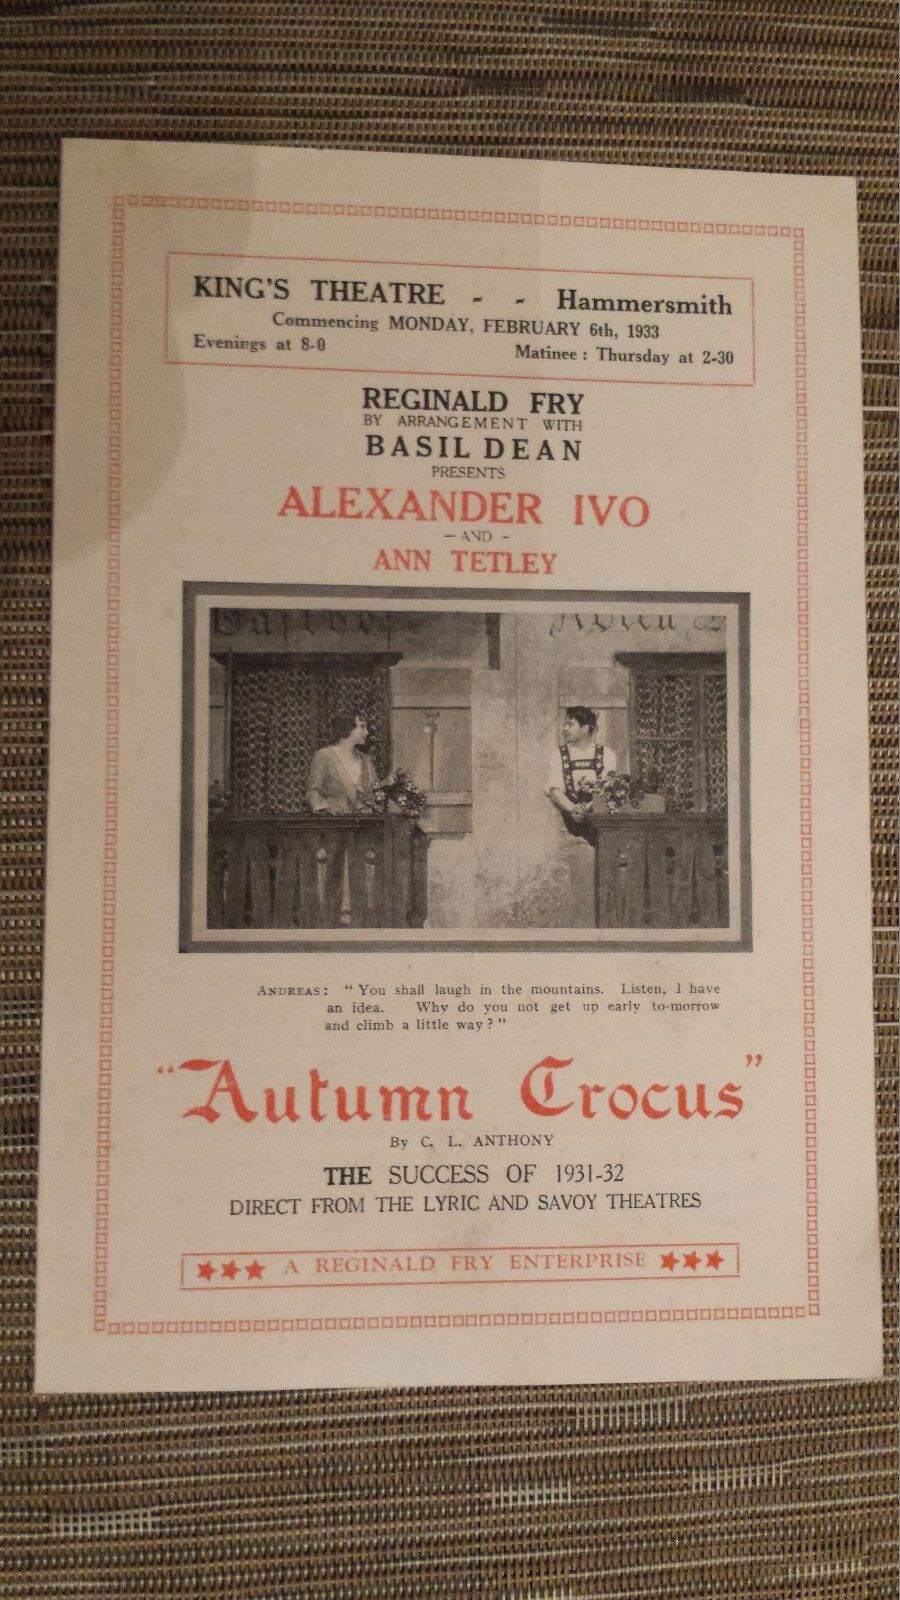 KING'S THEATRE - - Hammersmith
Commencing MONDAY, FEBRUARY 6th, 1933
Evenings at 8-0 Matinee: Thursday at 2-30
REGINALD FRY
BY ARRANGEMENT WITH
BASIL DEAN
PRESENTS
ALEXANDER IVO
- AND -
ANN TETLEY
ANDREAS: "You shall laugh in the mountains. Listen, I have
an idea. Why do you not get up early to-morrow
and climb a little way?"
"Autumn Crocus"
By C. L. ANTHONY
THE SUCCESS OF 1931-32
DIRECT FROM THE LYRIC AND SAVOY THEATRES
A REGINALD FRY ENTERPRISE